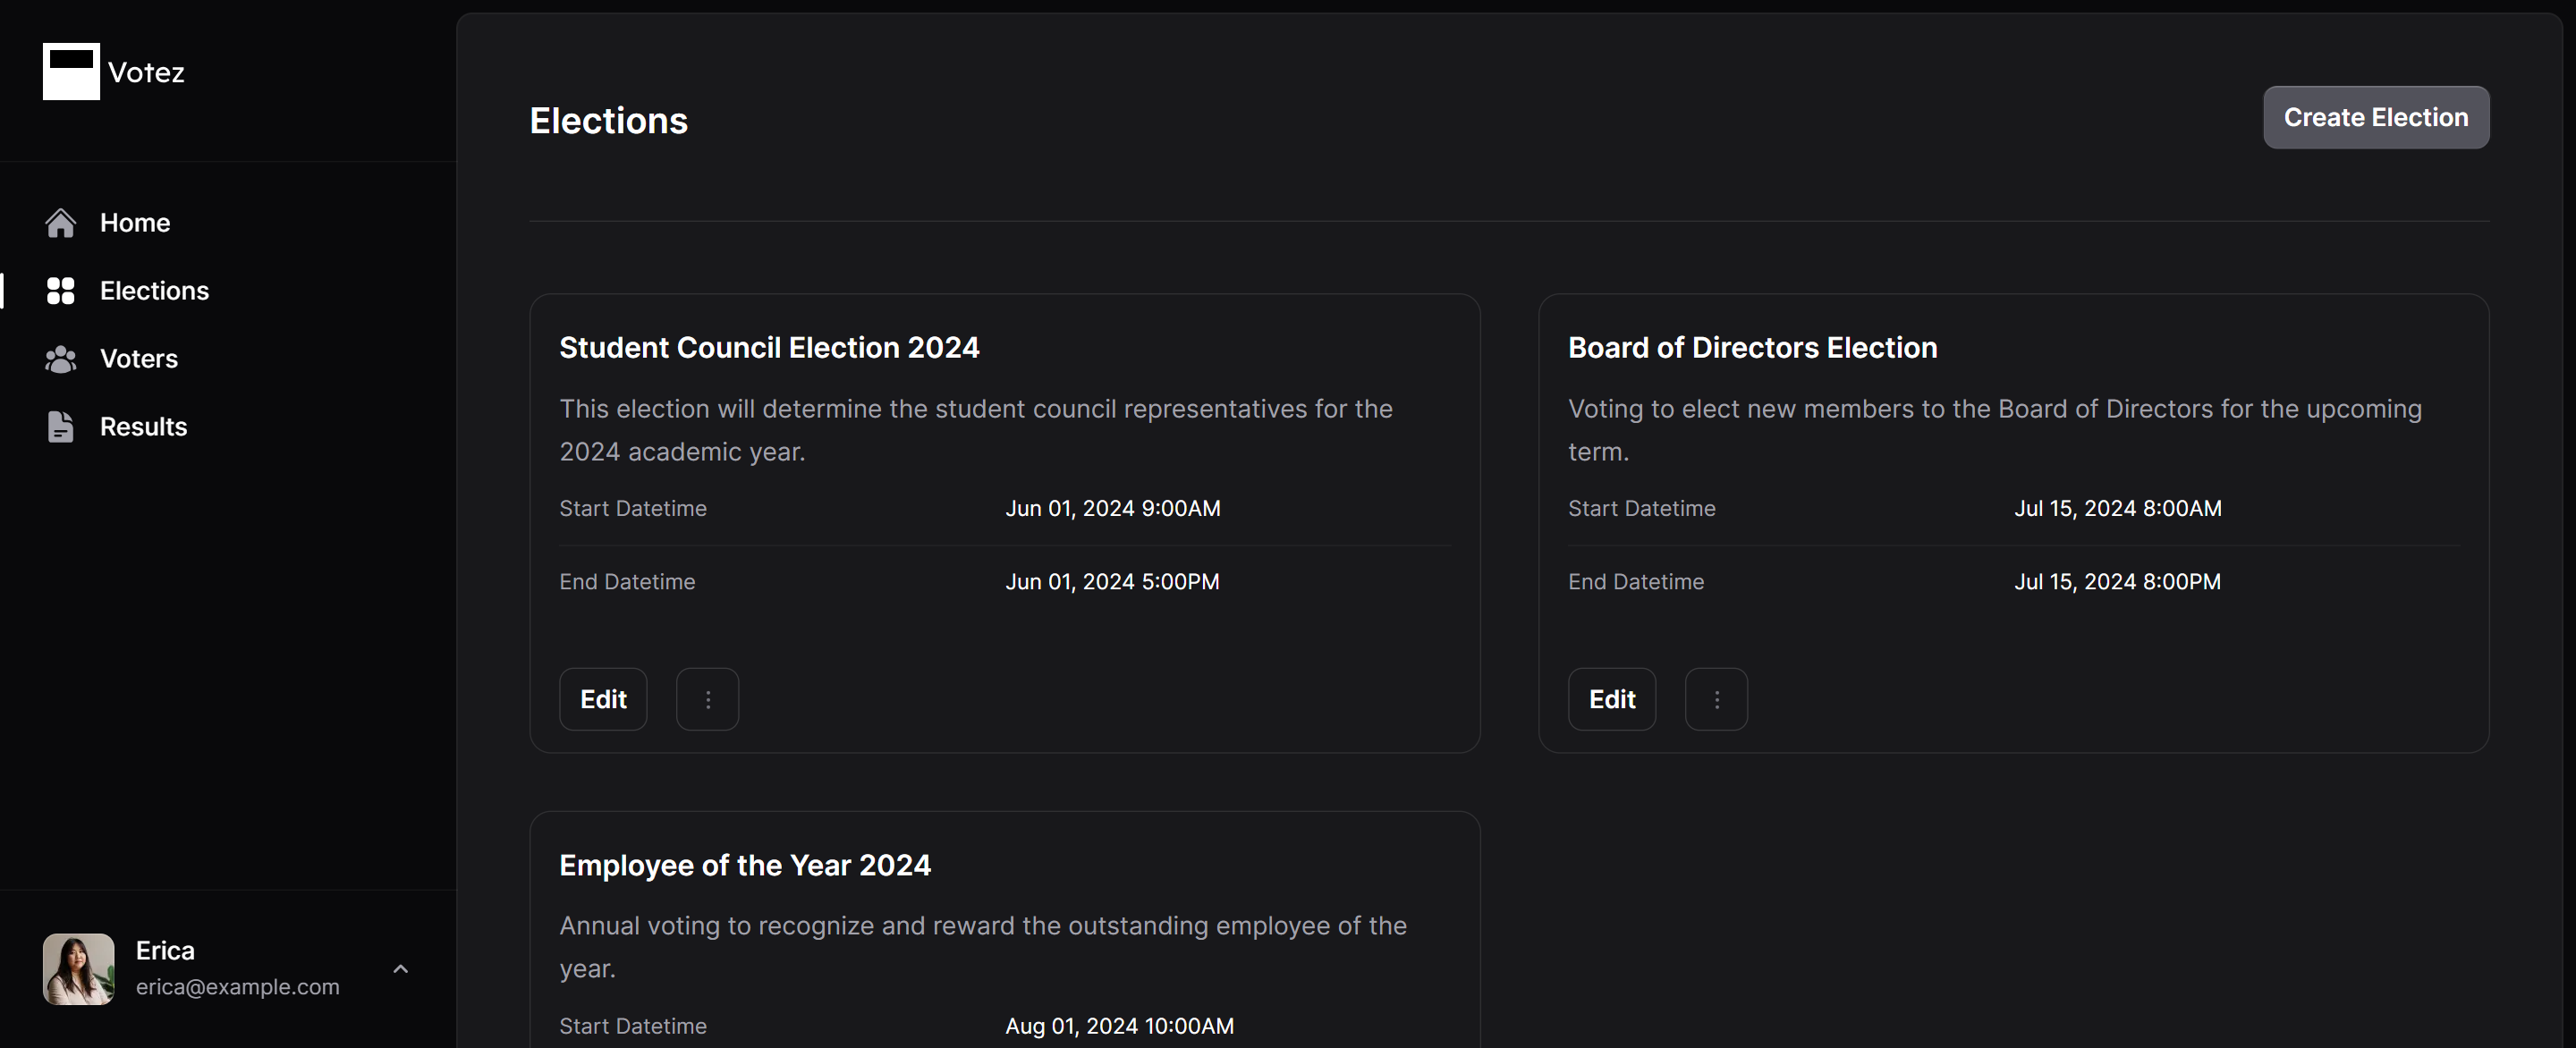 Votez
Home
Elections
Voters
Results
Erica
erica@example.com
Elections
Create Election
Student Council Election 2024
This election will determine the student council representatives for the
2024 academic year.
Start Datetime Jun 01, 2024 9:00AM
End Datetime Jun 01, 2024 5:00PM
Edit
Board of Directors Election
Voting to elect new members to the Board of Directors for the upcoming
term.
Start Datetime Jul 15, 2024 8:00AM
End Datetime Jul 15, 2024 8:00PM
Edit
Employee of the Year 2024
Annual voting to recognize and reward the outstanding employee of the
year.
Start Datetime Aug 01, 2024 10:00AM